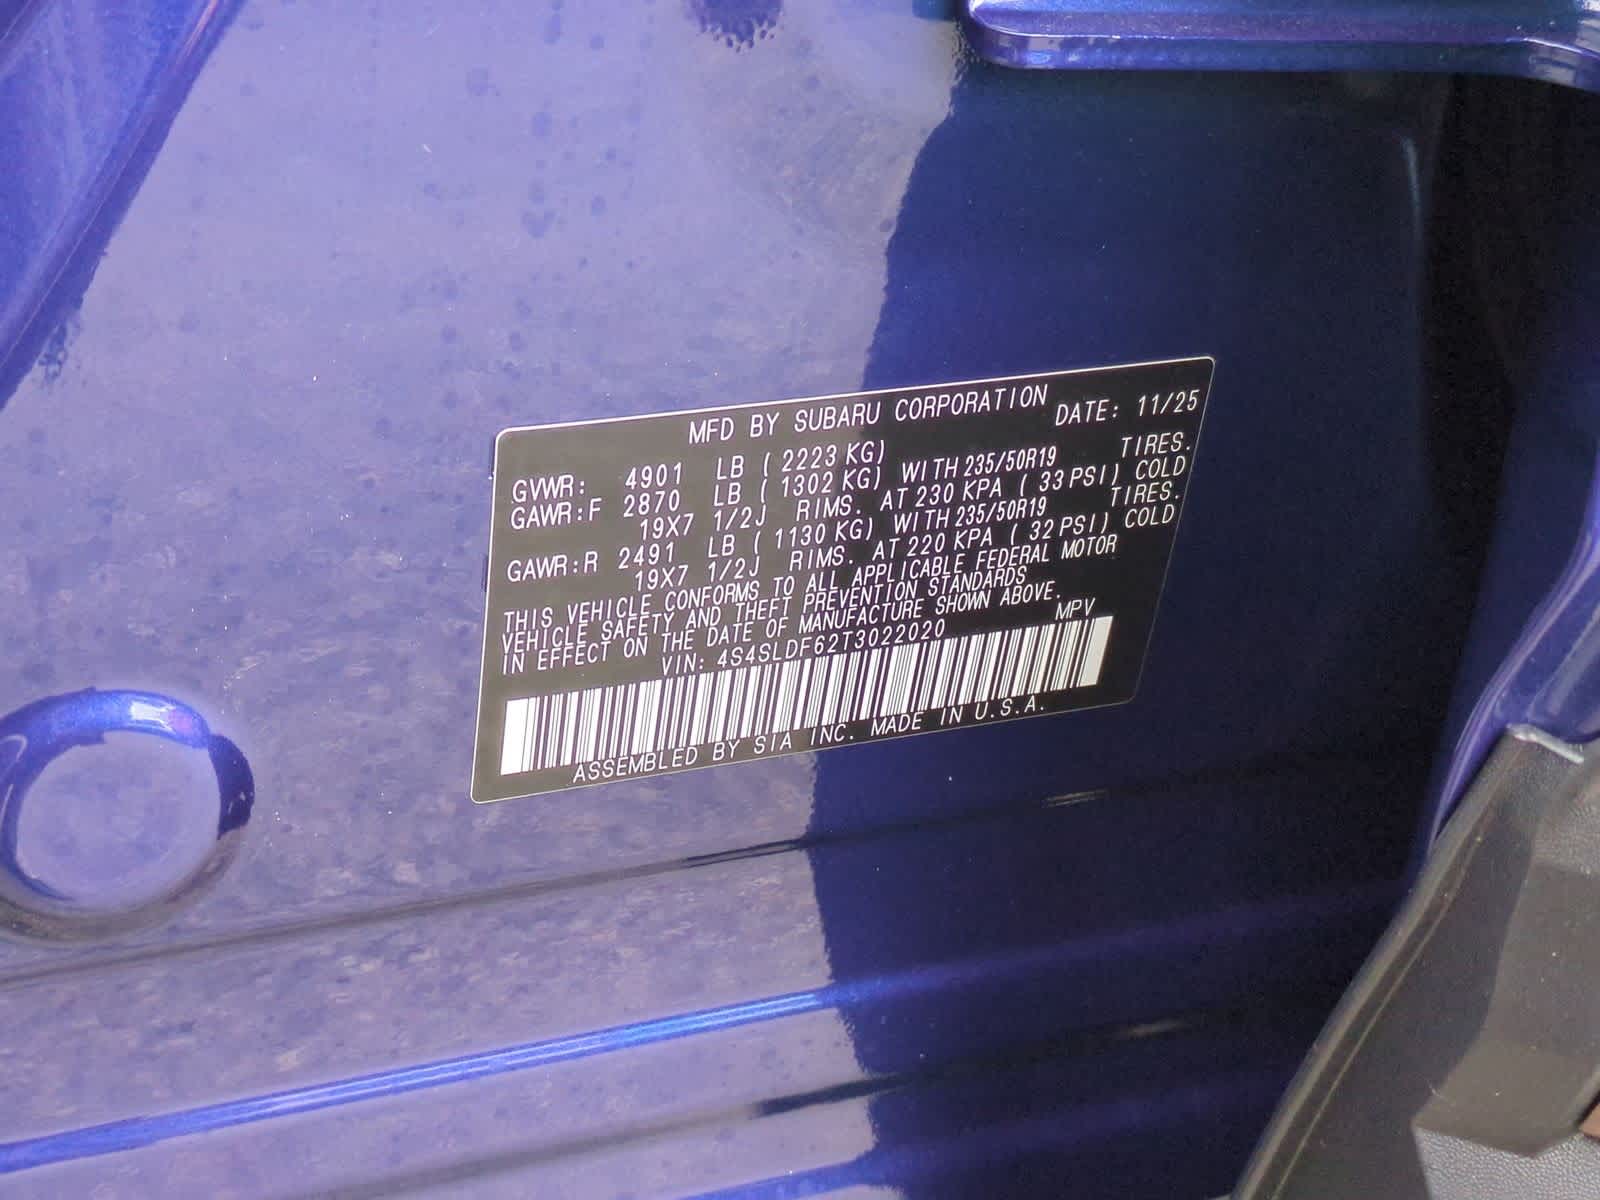 MFD BY SUBARU CORPORATION DATE: 11/25
GVWR: 4901 LB ( 2223 KG)
GAWR:F 2870 LB ( 1302 KG) WITH 235/50R19 TIRES.
19X7 1/2J RIMS. AT 230 KPA ( 33 PSI) COLD
GAWR:R 2491 LB ( 1130 KG) WITH 235/50R19 TIRES.
19X7 1/2J RIMS. AT 220 KPA ( 32 PSI) COLD
THIS VEHICLE CONFORMS TO ALL APPLICABLE FEDERAL MOTOR
VEHICLE SAFETY AND THEFT PREVENTION STANDARDS
IN EFFECT ON THE DATE OF MANUFACTURE SHOWN ABOVE.
VIN: 4S4SLDF62T3022020 MPV
ASSEMBLED BY SIA INC. MADE IN U.S.A.